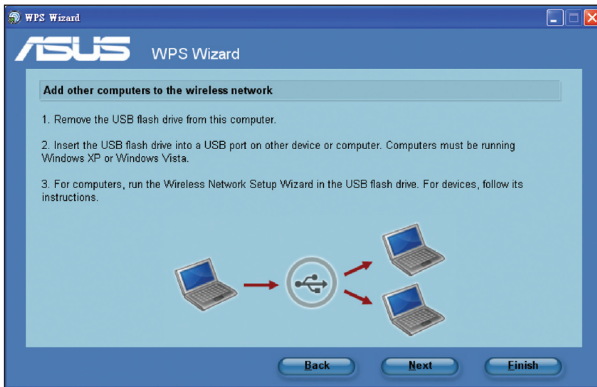 WPS Wizard
ASUS WPS Wizard
Add other computers to the wireless network
1. Remove the USB flash drive from this computer.
2. Insert the USB flash drive into a USB port on other device or computer. Computers must be running
Windows XP or Windows Vista.
3. For computers, run the Wireless Network Setup Wizard in the USB flash drive. For devices, follow its
instructions.
Back Next Finish